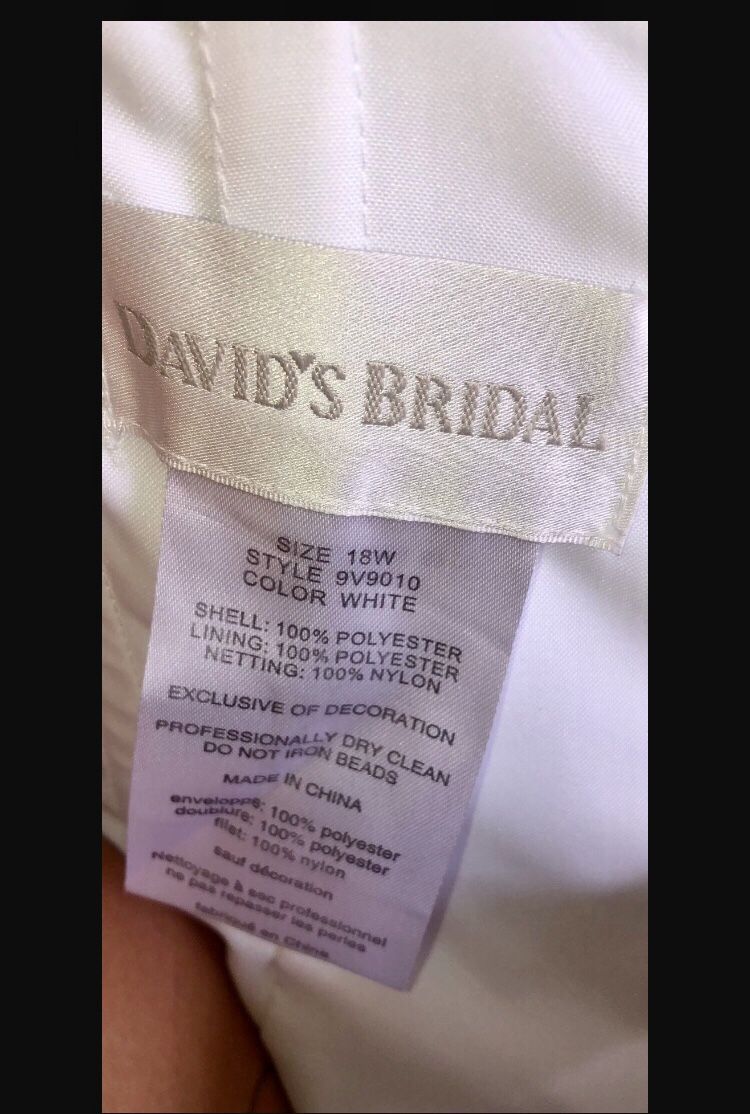 DAVID'S BRIDAL
SIZE 18W
STYLE 9V9010
COLOR WHITE
SHELL: 100% POLYESTER
LINING: 100% POLYESTER
NETTING: 100% NYLON
EXCLUSIVE OF DECORATION
PROFESSIONALLY DRY CLEAN
DO NOT IRON BEADS
MADE IN CHINA
enveloppe: 100% polyester
doublure: 100% polyester
filet: 100% nylon
sauf décoration
Nettoyage à sec professionnel
ne pas repasser les perles
fabriqué en Chine